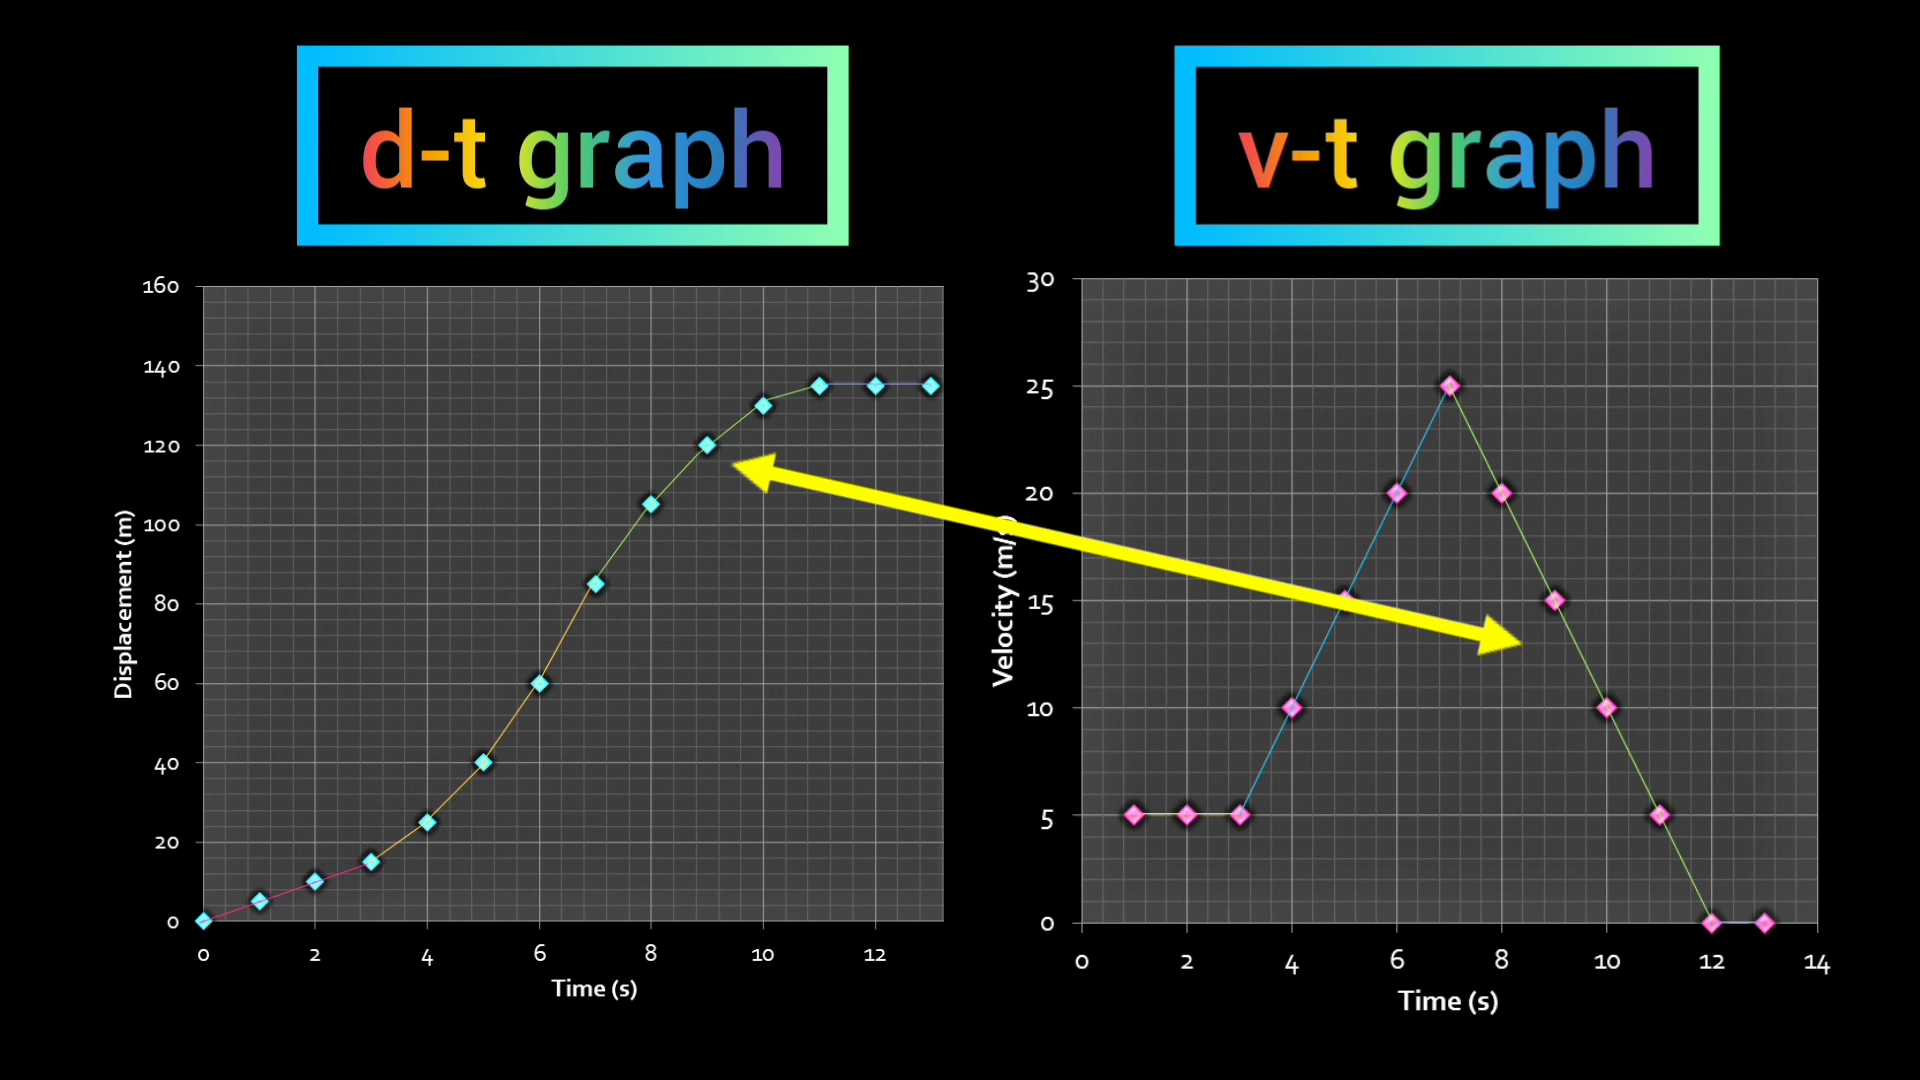 d-t graph
160
140
120
100
80
60
40
20
0
0 2 4 6 8 10 12
Displacement (m)
Time (s)
v-t graph
30
25
20
15
10
5
0
0 2 4 6 8 10 12 14
Velocity (m/s)
Time (s)